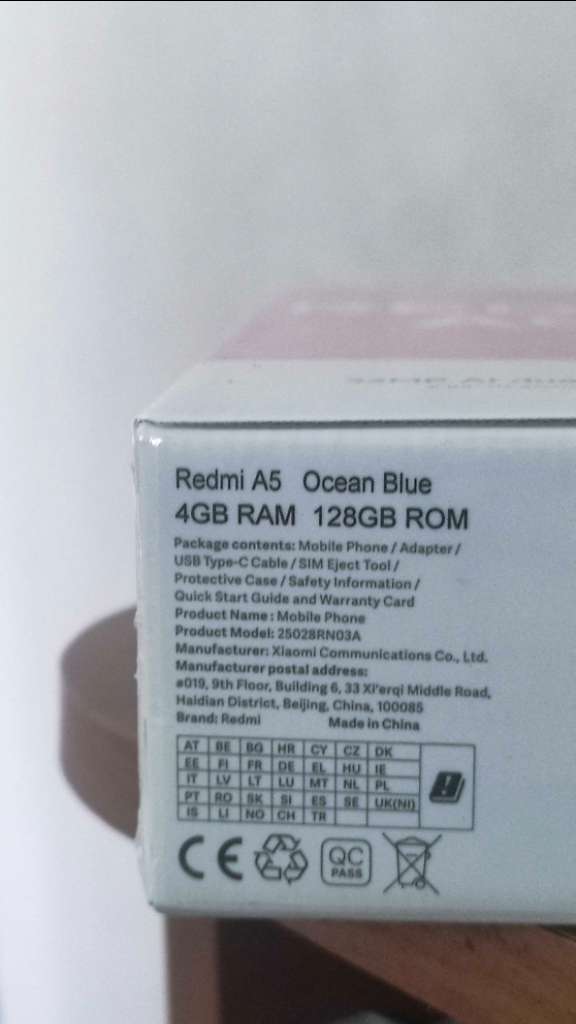 Redmi A5 Ocean Blue
4GB RAM 128GB ROM
Package contents: Mobile Phone / Adapter /
USB Type-C Cable / SIM Eject Tool /
Protective Case / Safety Information /
Quick Start Guide and Warranty Card
Product Name : Mobile Phone
Product Model: 25028RN03A
Manufacturer: Xiaomi Communications Co., Ltd.
Manufacturer postal address:
#019, 9th Floor, Building 6, 33 Xi'erqi Middle Road,
Haidian District, Beijing, China, 100085
Brand: Redmi Made in China
AT BE BG HR CY CZ DK
EE FI FR DE EL HU IE
IT LV LT LU MT NL PL
PT RO SK SI ES SE UK(NI)
IS LI NO CH TR
CE QC
PASS